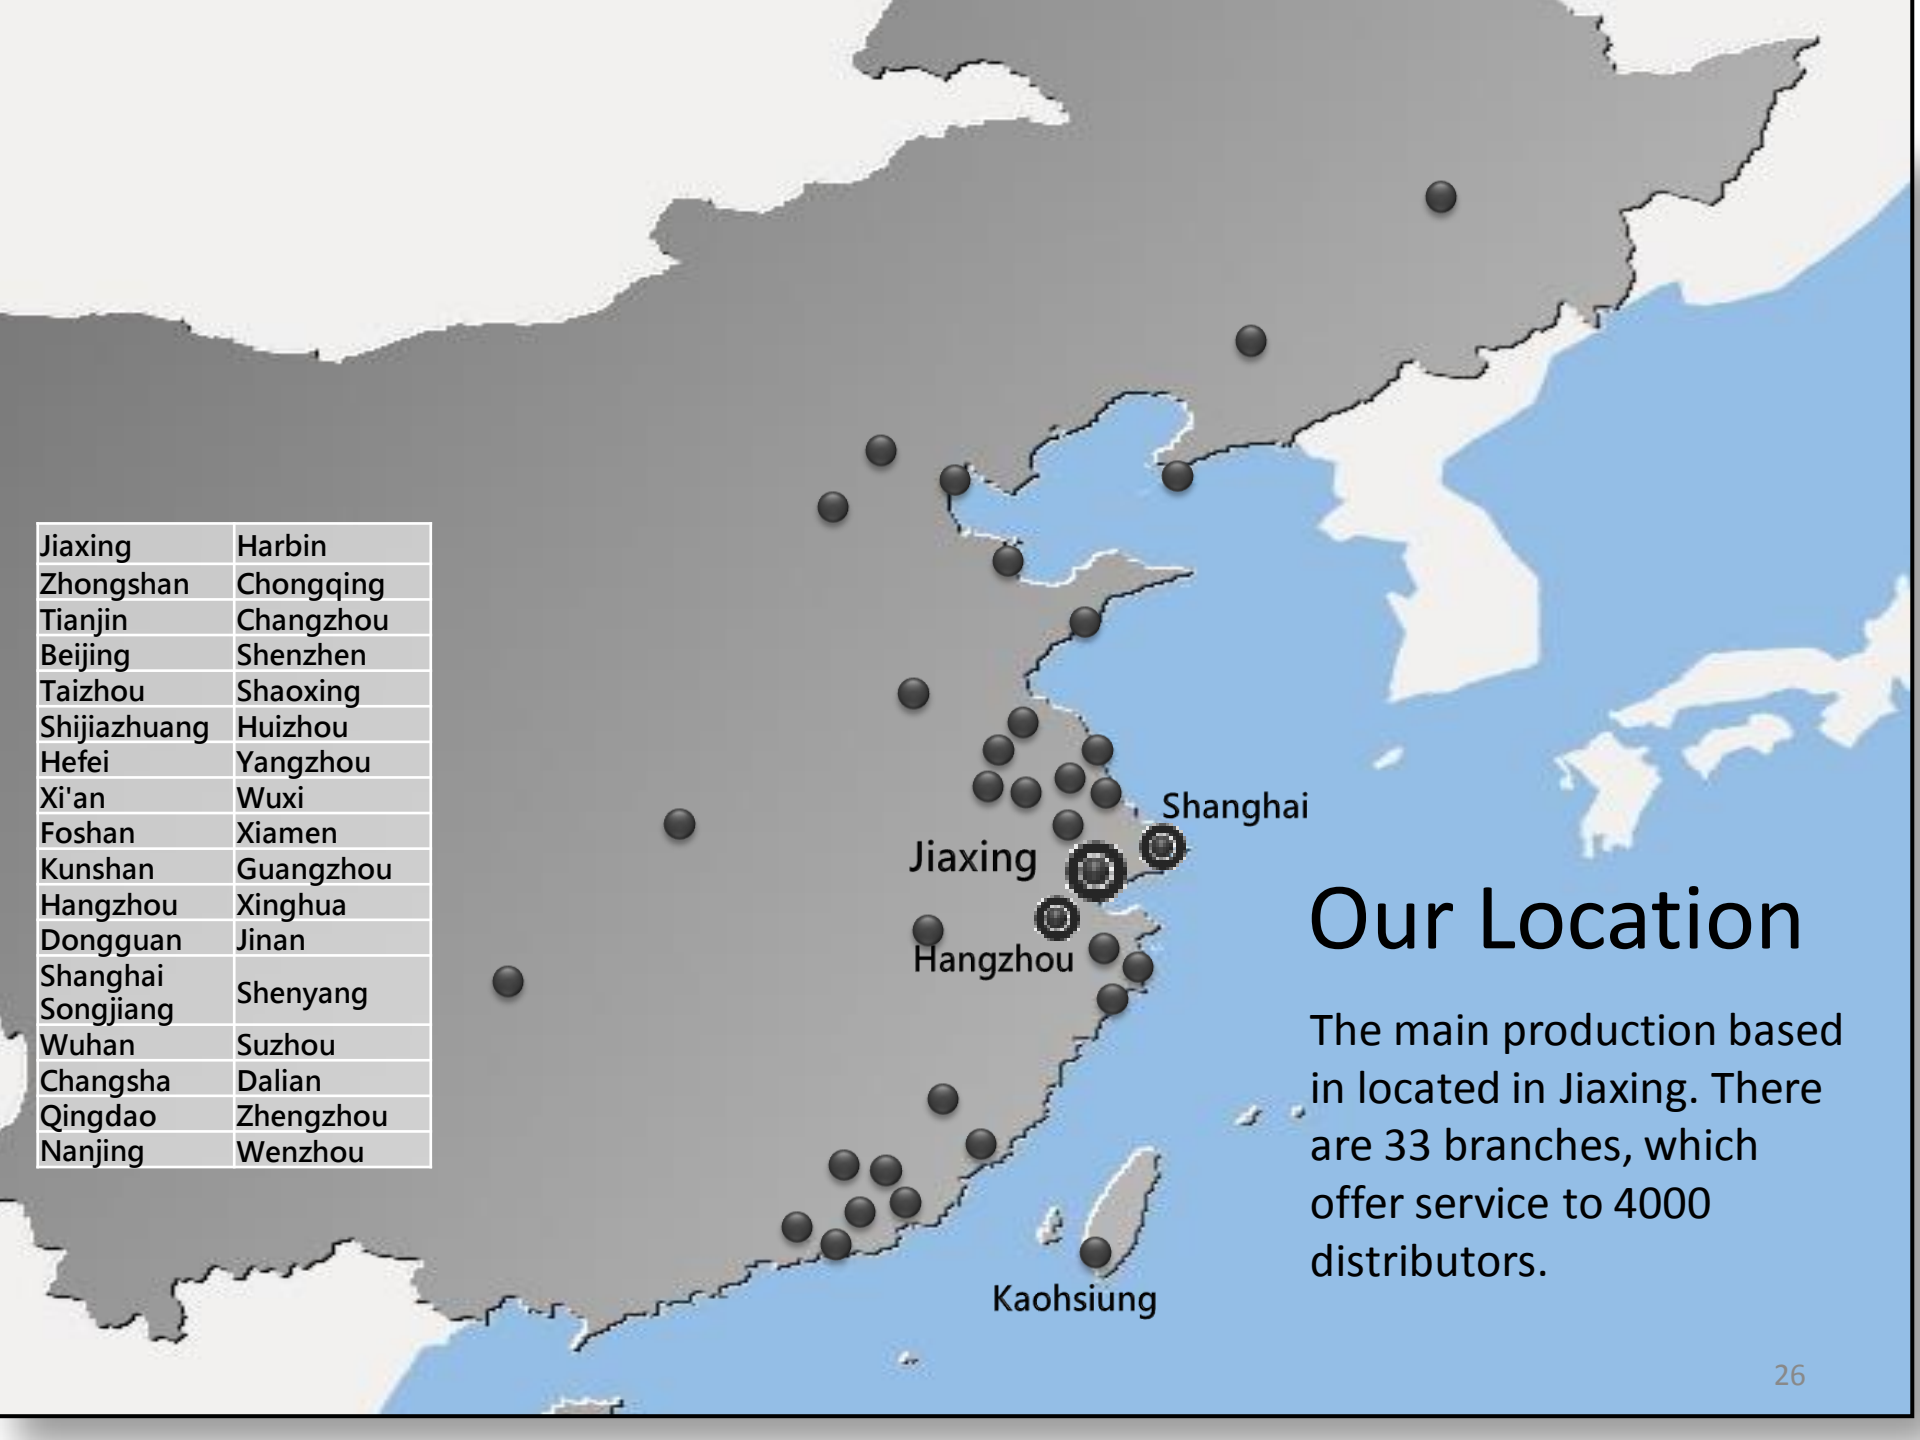 Jiaxing Harbin
Zhongshan Chongqing
Tianjin Changzhou
Beijing Shenzhen
Taizhou Shaoxing
Shijiazhuang Huizhou
Hefei Yangzhou
Xi'an Wuxi
Foshan Xiamen
Kunshan Guangzhou
Hangzhou Xinghua
Dongguan Jinan
Shanghai
Songjiang Shenyang
Wuhan Suzhou
Changsha Dalian
Qingdao Zhengzhou
Nanjing Wenzhou
Shanghai
Jiaxing
Hangzhou
Kaohsiung
Our Location
The main production based
in located in Jiaxing. There
are 33 branches, which
offer service to 4000
distributors.
26